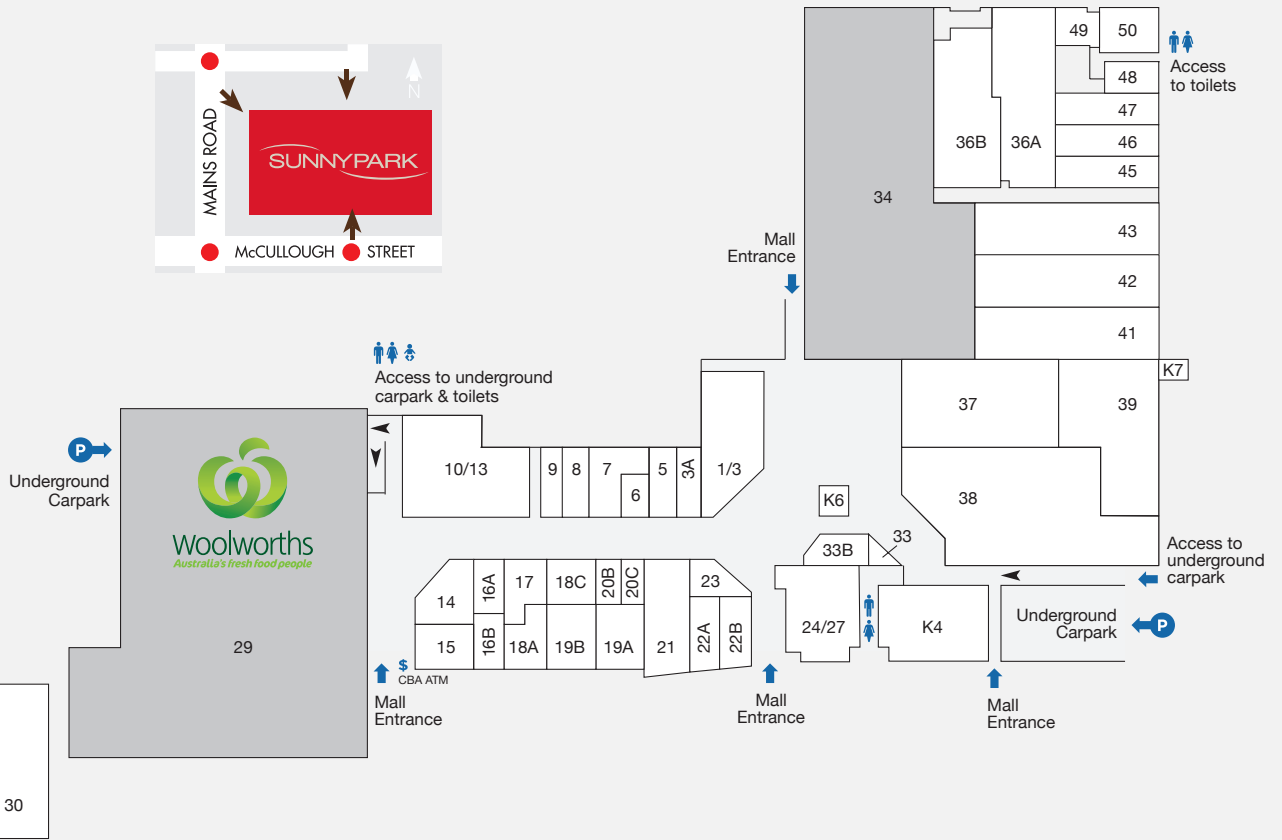 MAINS ROAD
N
SUNNYPARK
McCULLOUGH STREET
49
50
Access
to toilets
48
47
46
45
36B
36A
34
43
42
41
Mall
Entrance
K7
37
39
38
Access to underground
carpark & toilets
P
Underground
Carpark
Woolworths
Australia's fresh food people
29
30
10/13
9
8
7
6
5
3A
1/3
K6
33
33B
14
15
16A
16B
17
18C
18A
19B
20B
20C
19A
21
23
22A
22B
24/27
K4
Access to
underground
carpark
Underground
Carpark
P
$
CBA ATM
Mall
Entrance
Mall
Entrance
Mall
Entrance